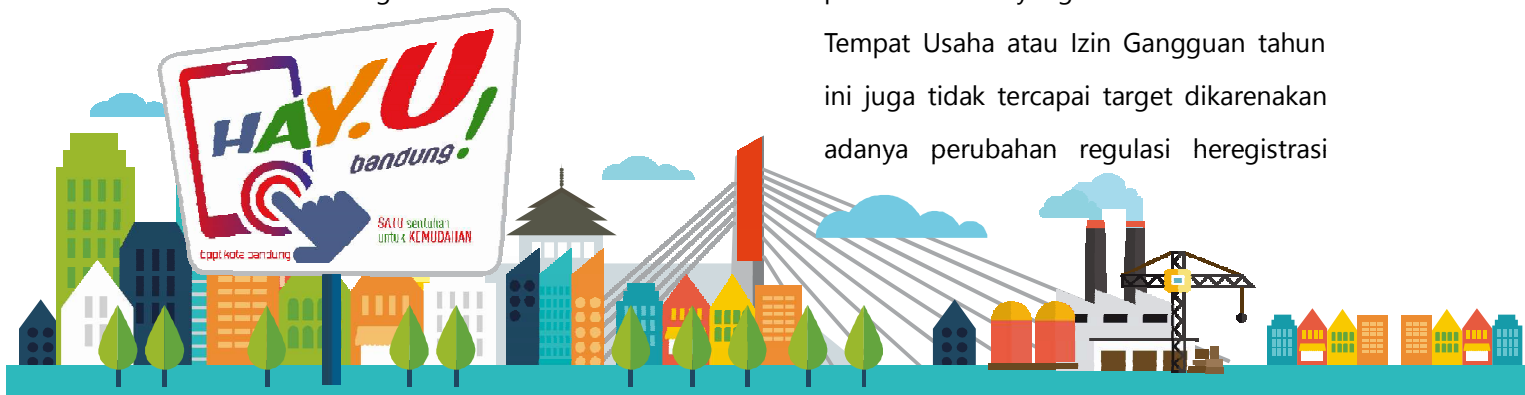 Tempat Usaha atau Izin Gangguan tahun
ini juga tidak tercapai target dikarenakan
adanya perubahan regulasi heregistrasi
HAY.U!
bandung
SATU sentuhan
untuk KEMUDAHAN
bppt kota bandung